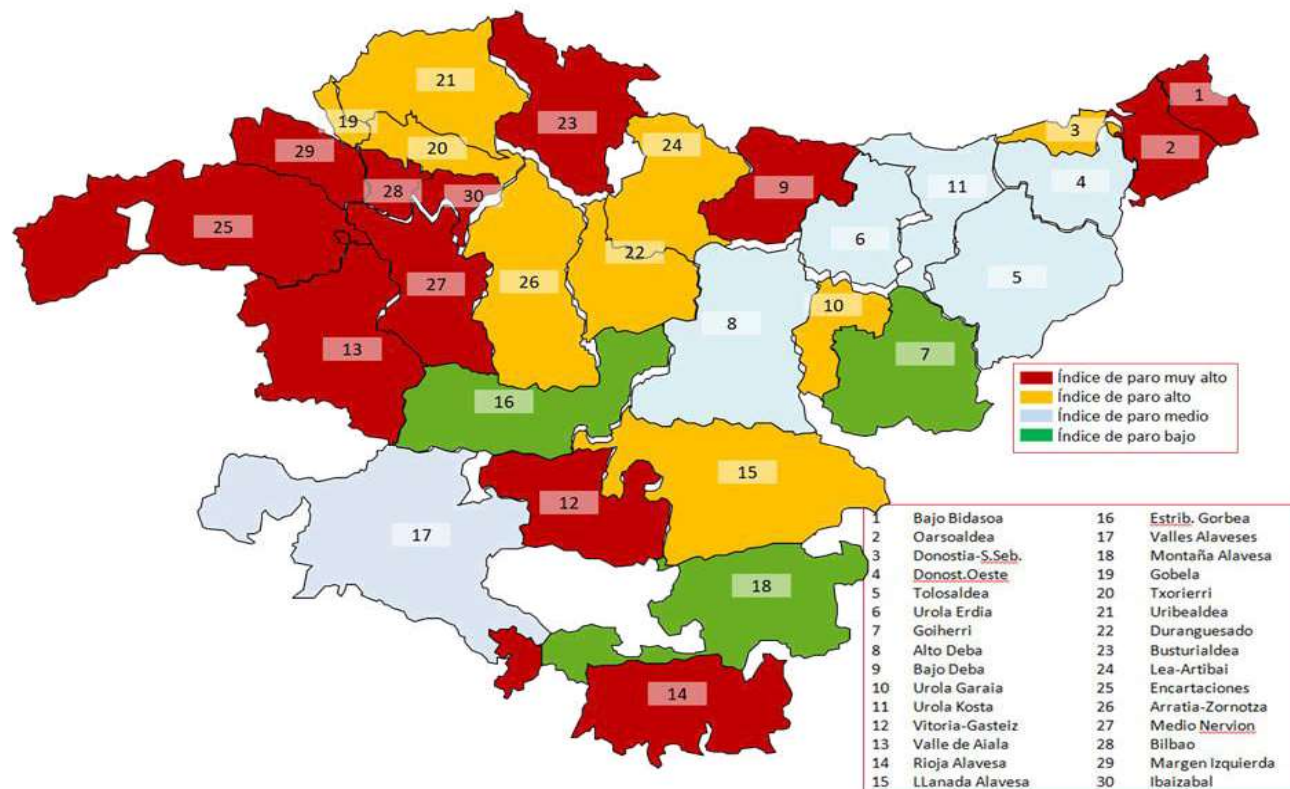 21
1
19
23
3
20
24
2
29
9
4
28
30
11
25
6
22
5
27
26
10
8
7
13
16
Índice de paro muy alto
Índice de paro alto
Índice de paro medio
Índice de paro bajo
15
12
17
18
14
1 Bajo Bidasoa 16 Estrib. Gorbea
2 Oarsoaldea 17 Valles Alaveses
3 Donostia-S.Seb. 18 Montaña Alavesa
4 Donost.Oeste 19 Gobela
5 Tolosaldea 20 Txorierri
6 Urola Erdia 21 Uribealdea
7 Goiherri 22 Duranguesado
8 Alto Deba 23 Busturialdea
9 Bajo Deba 24 Lea-Artibai
10 Urola Garaia 25 Encartaciones
11 Urola Kosta 26 Arratia-Zornotza
12 Vitoria-Gasteiz 27 Medio Nervion
13 Valle de Aiala 28 Bilbao
14 Rioja Alavesa 29 Margen Izquierda
15 LLanada Alavesa 30 Ibaizabal